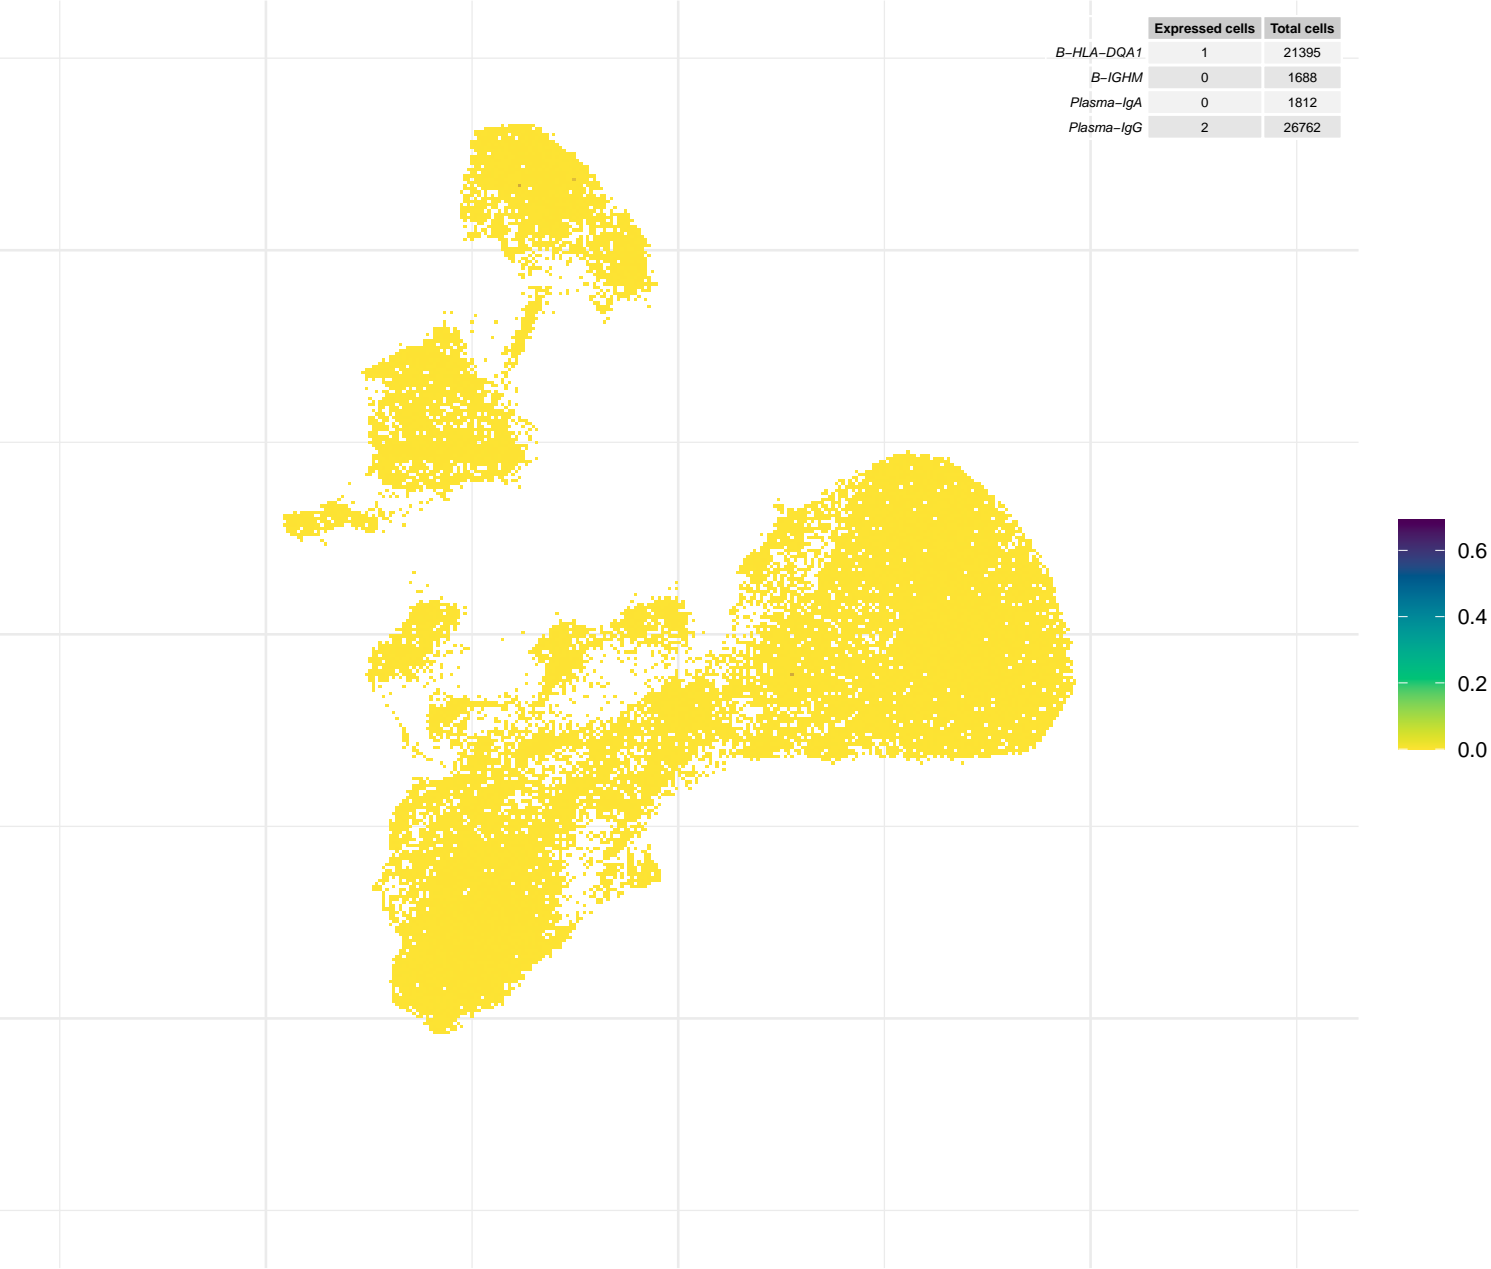 Expressed cells Total cells
B−HLA−DQA1 1 21395
B−IGHM 0 1688
Plasma−IgA 0 1812
Plasma−IgG 2 26762
0.6
0.4
0.2
0.0